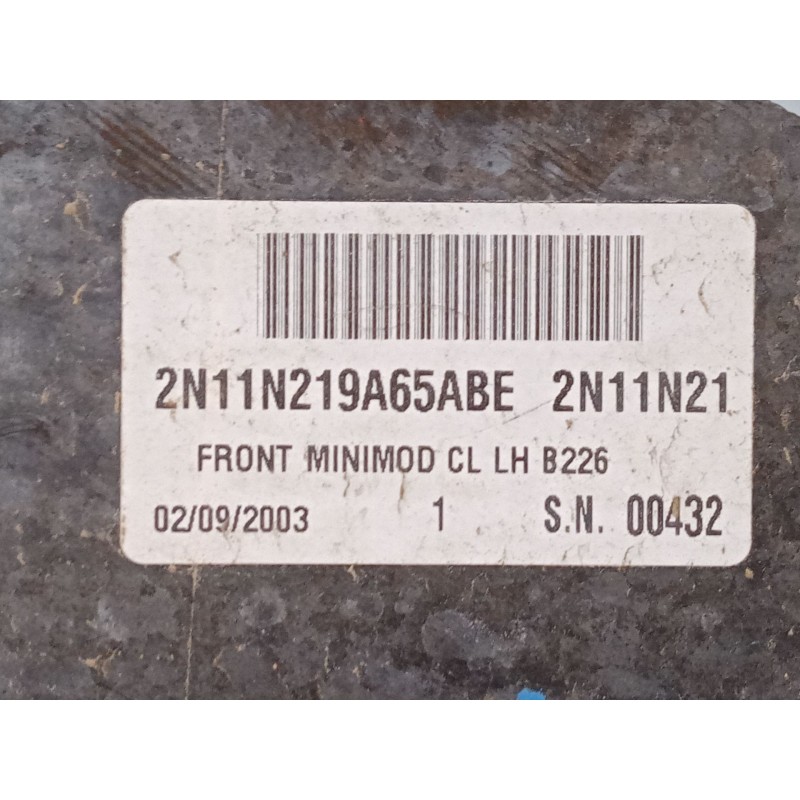 2N11N219A65ABE 2N11N21
FRONT MINIMOD CL LH B226
02/09/2003 1 S.N. 00432